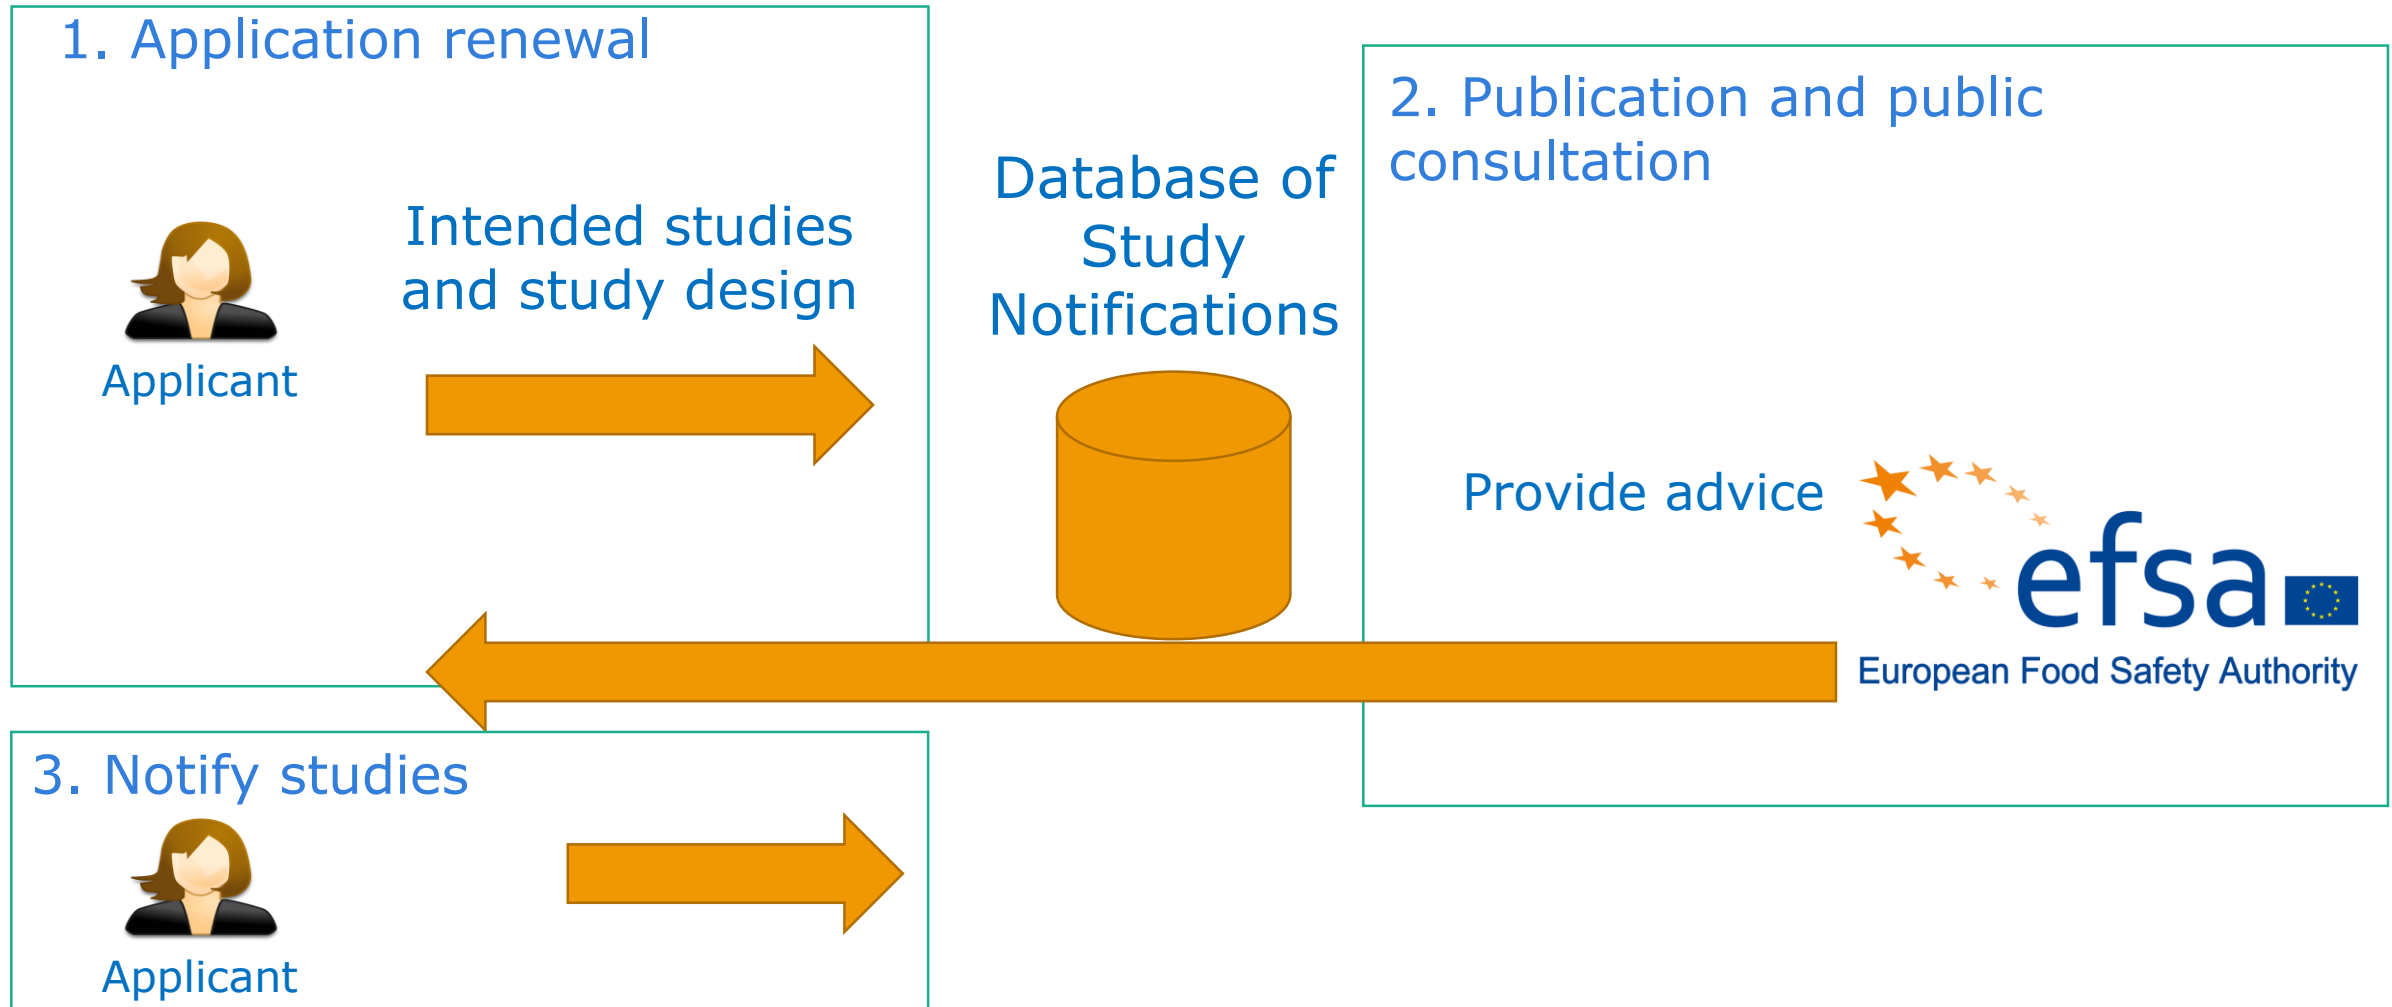 1. Application renewal
Intended studies
and study design
Applicant
Database of
Study
Notifications
2. Publication and public
consultation
Provide advice
efsa
European Food Safety Authority
3. Notify studies
Applicant